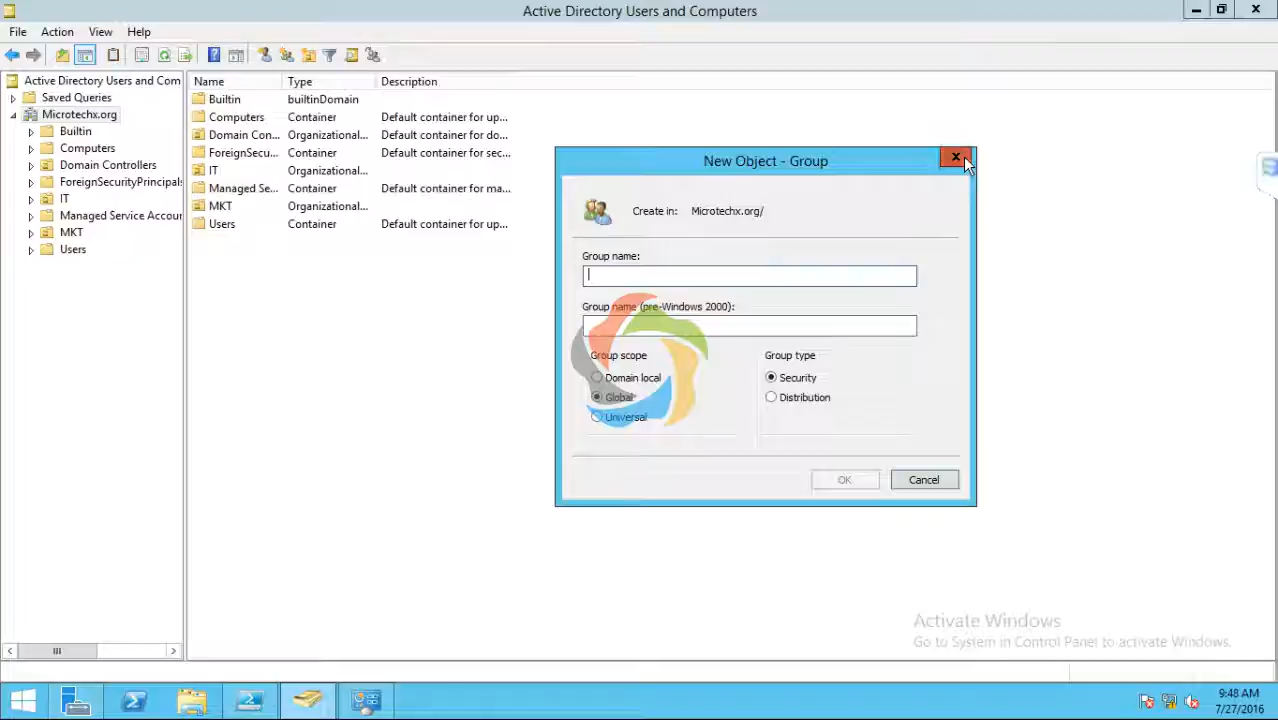 Active Directory Users and Computers
File Action View Help
Active Directory Users and Com
Saved Queries
Microtechx.org
Builtin
Computers
Domain Controllers
ForeignSecurityPrincipals
IT
Managed Service Accour
MKT
Users
Name Type Description
Builtin builtinDomain
Computers Container Default container for up...
Domain Con... Organizational...  Default container for do...
ForeignSecu... Container Default container for sec...
IT Organizational...
Managed Se... Container Default container for ma...
MKT Organizational...
Users Container Default container for up...
New Object - Group
Create in: Microtechx.org/
Group name:
Group name (pre-Windows 2000):
Group scope
Domain local
Global
Universal
Group type
Security
Distribution
OK Cancel
Activate Windows
Go to System in Control Panel to activate Windows.
9:48 AM
7/27/2016